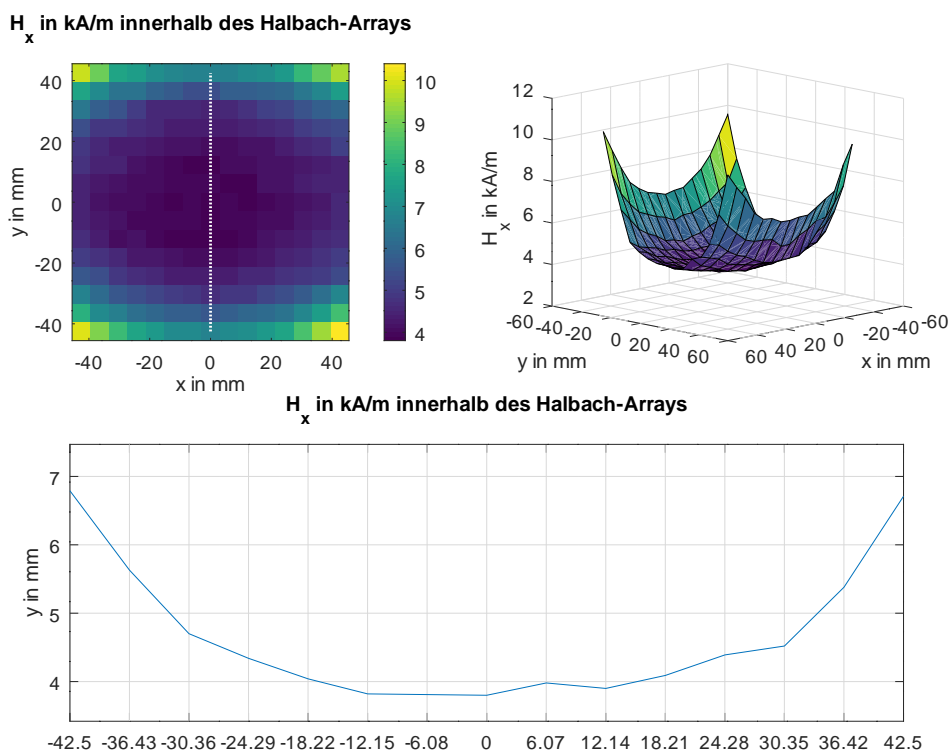 H_x in kA/m innerhalb des Halbach-Arrays
40
20
0
-20
-40
y in mm
-40 -20 0 20 40
x in mm
10
9
8
7
6
5
4
12
10
8
6
4
2
H_x in kA/m
-60 -40 -20 0 20 40 60
y in mm
60 40 20 0 -20 -40 -60
x in mm
H_x in kA/m innerhalb des Halbach-Arrays
7
6
5
4
y in mm
-42.5 -36.43 -30.36 -24.29 -18.22 -12.15 -6.08 0 6.07 12.14 18.21 24.28 30.35 36.42 42.5